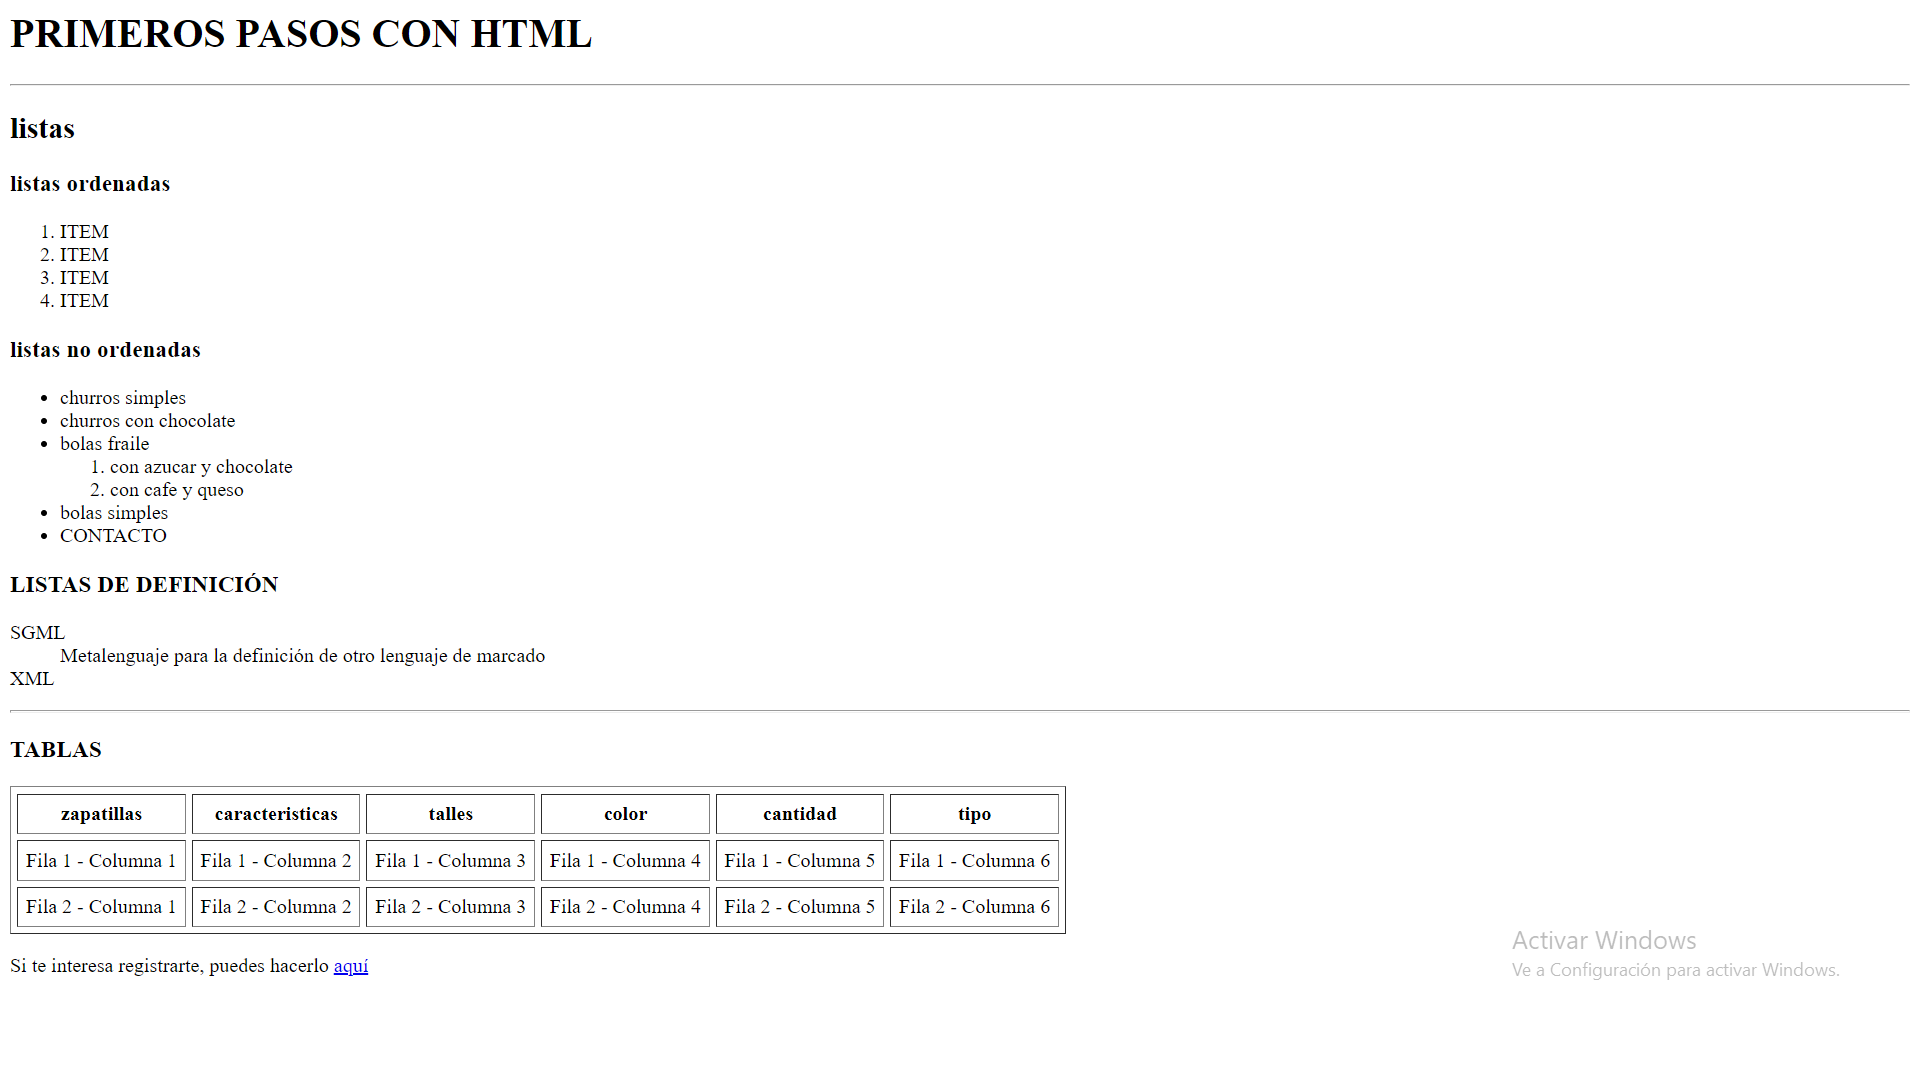 PRIMEROS PASOS CON HTML
listas
listas ordenadas
1. ITEM
2. ITEM
3. ITEM
4. ITEM
listas no ordenadas
• churros simples
• churros con chocolate
• bolas fraile
1. con azucar y chocolate
2. con cafe y queso
• bolas simples
• CONTACTO
LISTAS DE DEFINICIÓN
SGML
Metalenguaje para la definición de otro lenguaje de marcado
XML
TABLAS
zapatillas caracteristicas talles color cantidad tipo
Fila 1 - Columna 1 Fila 1 - Columna 2 Fila 1 - Columna 3 Fila 1 - Columna 4 Fila 1 - Columna 5 Fila 1 - Columna 6
Fila 2 - Columna 1 Fila 2 - Columna 2 Fila 2 - Columna 3 Fila 2 - Columna 4 Fila 2 - Columna 5 Fila 2 - Columna 6
Si te interesa registrarte, puedes hacerlo aquí
Activar Windows
Ve a Configuración para activar Windows.